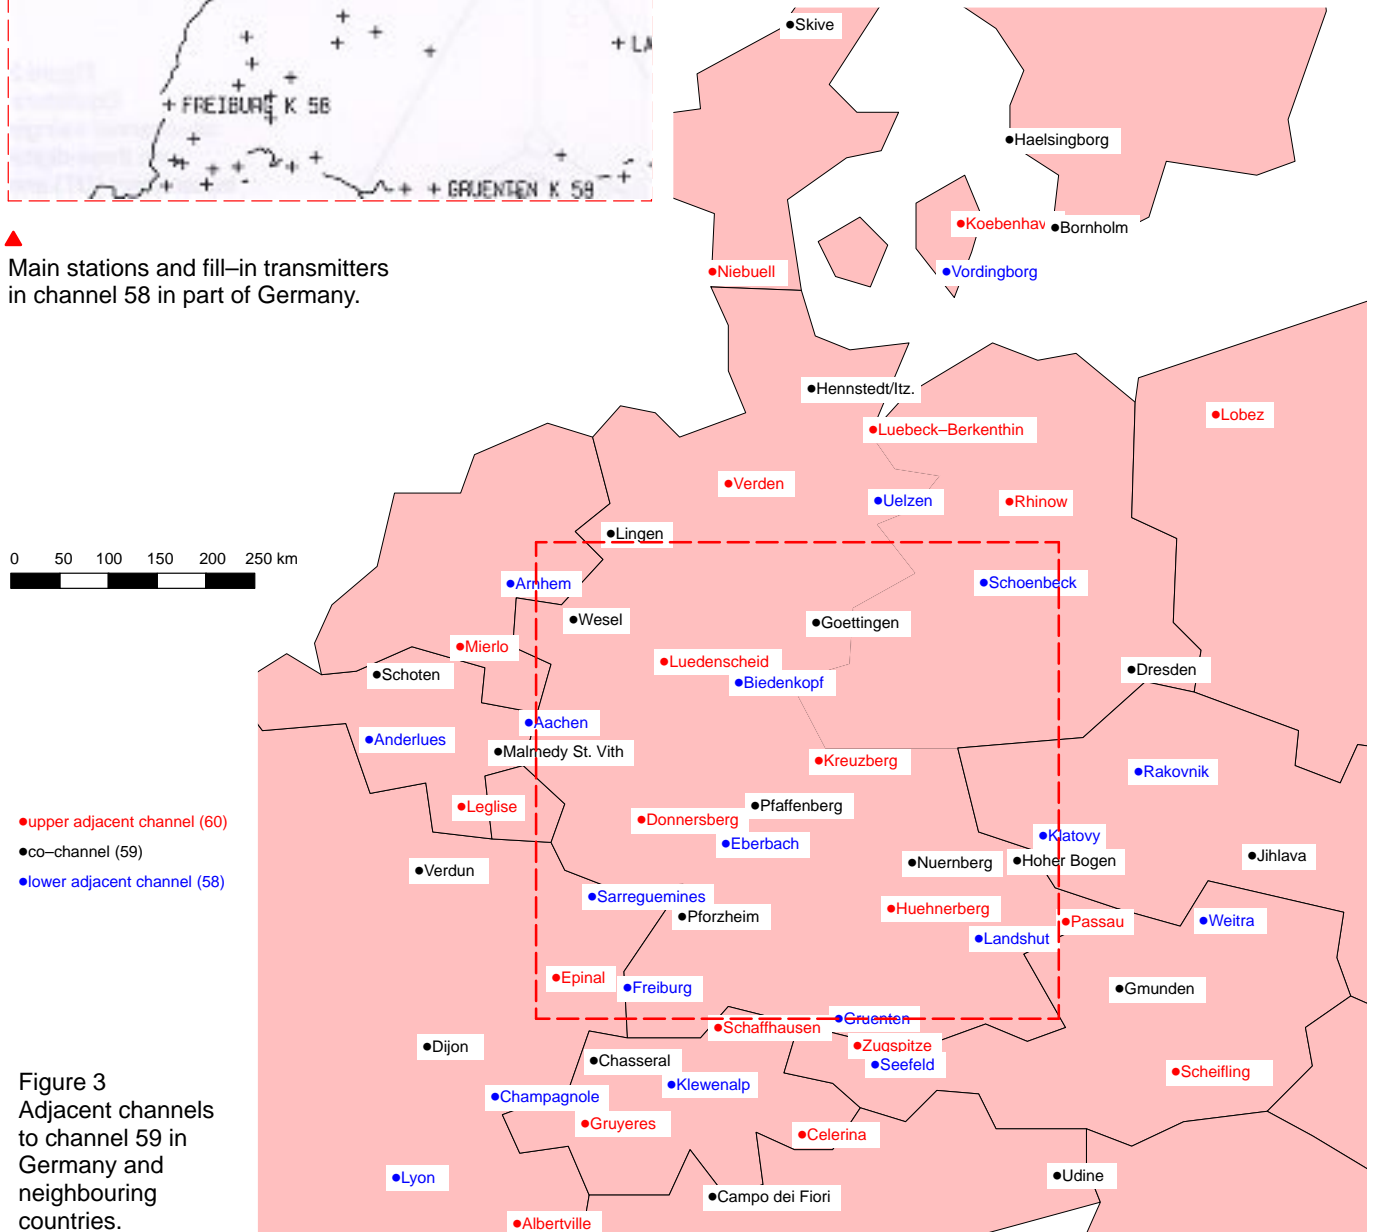 FREIBURG K 58
GRUENTEN K 58
Main stations and fill–in transmitters
in channel 58 in part of Germany.
Skive
Haelsingborg
Koebenhav
Bornholm
Niebuell
Vordingborg
Hennstedt/Itz.
Lobez
Luebeck–Berkenthin
Verden
Uelzen
Rhinow
Lingen
0 50 100 150 200 250 km
Arnhem
Schoenbeck
Wesel
Goettingen
Mierlo
Luedenscheid
Dresden
Schoten
Biedenkopf
Aachen
Anderlues
Malmedy St. Vith
Kreuzberg
Rakovnik
Leglise
Pfaffenberg
Donnersberg
upper adjacent channel (60)
Klatovy
Eberbach
co–channel (59)
Jihlava
Hoher Bogen
Nuernberg
Verdun
lower adjacent channel (58)
Sarreguemines
Huehnerberg
Pforzheim
Passau
Weitra
Landshut
Epinal
Freiburg
Gmunden
Gruenten
Schaffhausen
Zugspitze
Dijon
Chasseral
Seefeld
Scheifling
Klewenalp
Champagnole
Gruyeres
Celerina
Lyon
Udine
Campo dei Fiori
Albertville
Figure 3
Adjacent channels
to channel 59 in
Germany and
neighbouring
countries.